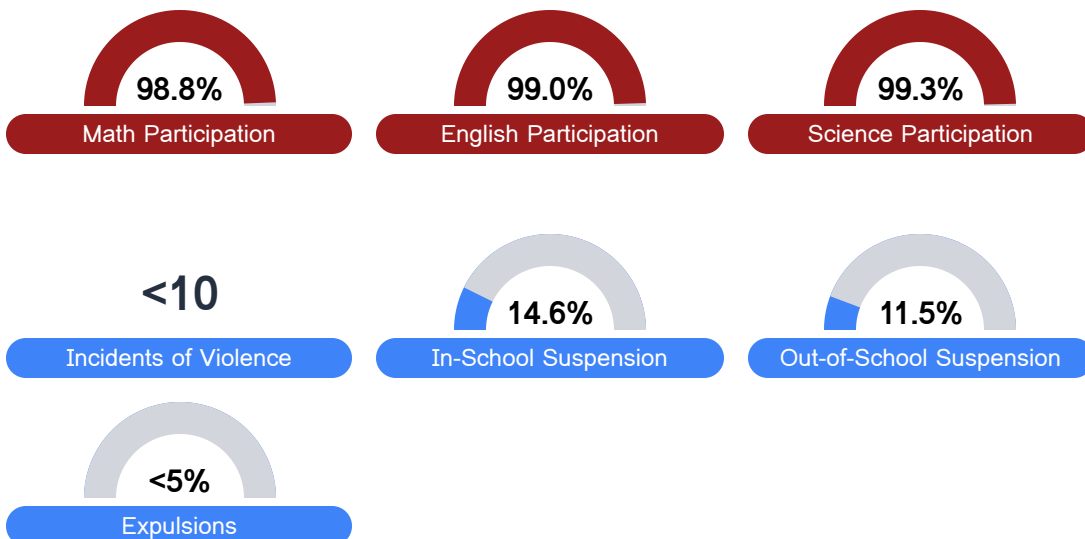 98.8%
Math Participation
99.0%
English Participation
99.3%
Science Participation
<10
Incidents of Violence
14.6%
In-School Suspension
11.5%
Out-of-School Suspension
<5%
Expulsions